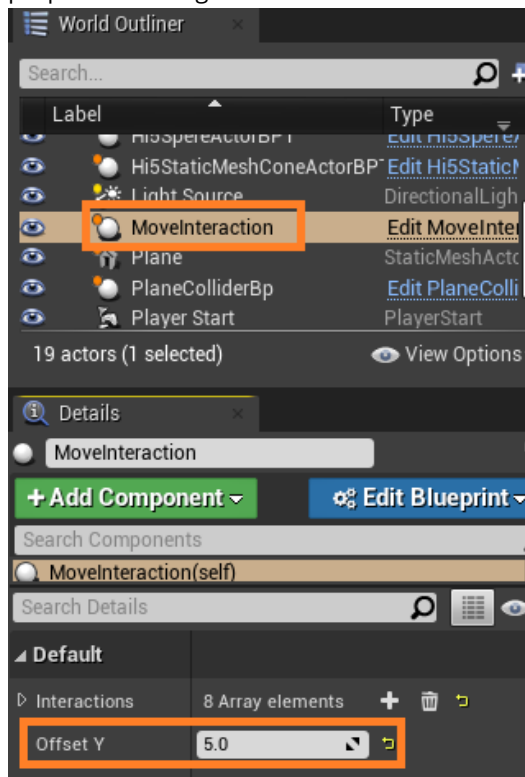 World Outliner
Search...
Label Type
Hi5StaticMeshConeActorBP Edit Hi5Static
Light Source DirectionalLigh
MoveInteraction Edit MoveInter
Plane StaticMeshActo
PlaneColliderBp Edit PlaneColli
Player Start PlayerStart
19 actors (1 selected) View Options
Details
MoveInteraction
+ Add Component Edit Blueprint
Search Components
MoveInteraction(self)
Search Details
Default
Interactions 8 Array elements
Offset Y 5.0